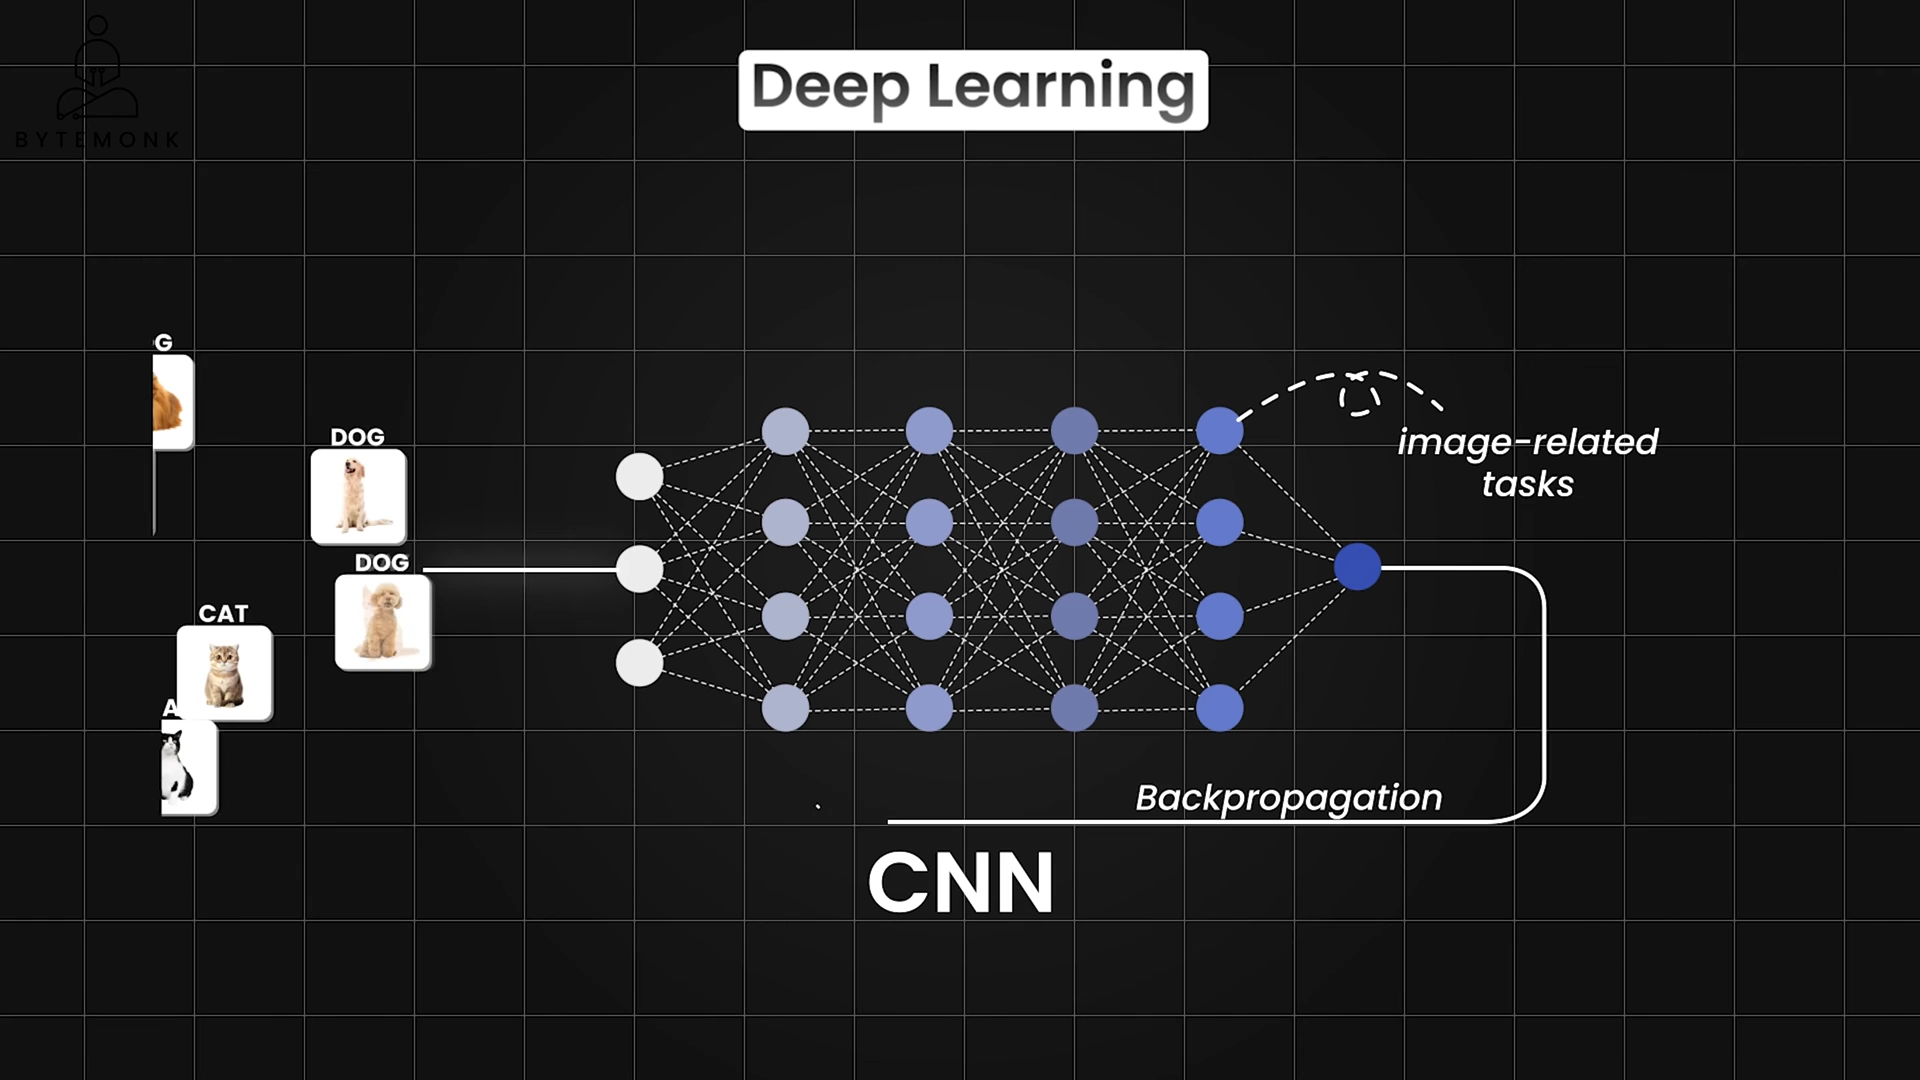 BYTEMONK
Deep Learning
G
DOG
DOG
CAT
A
image-related
tasks
Backpropagation
CNN